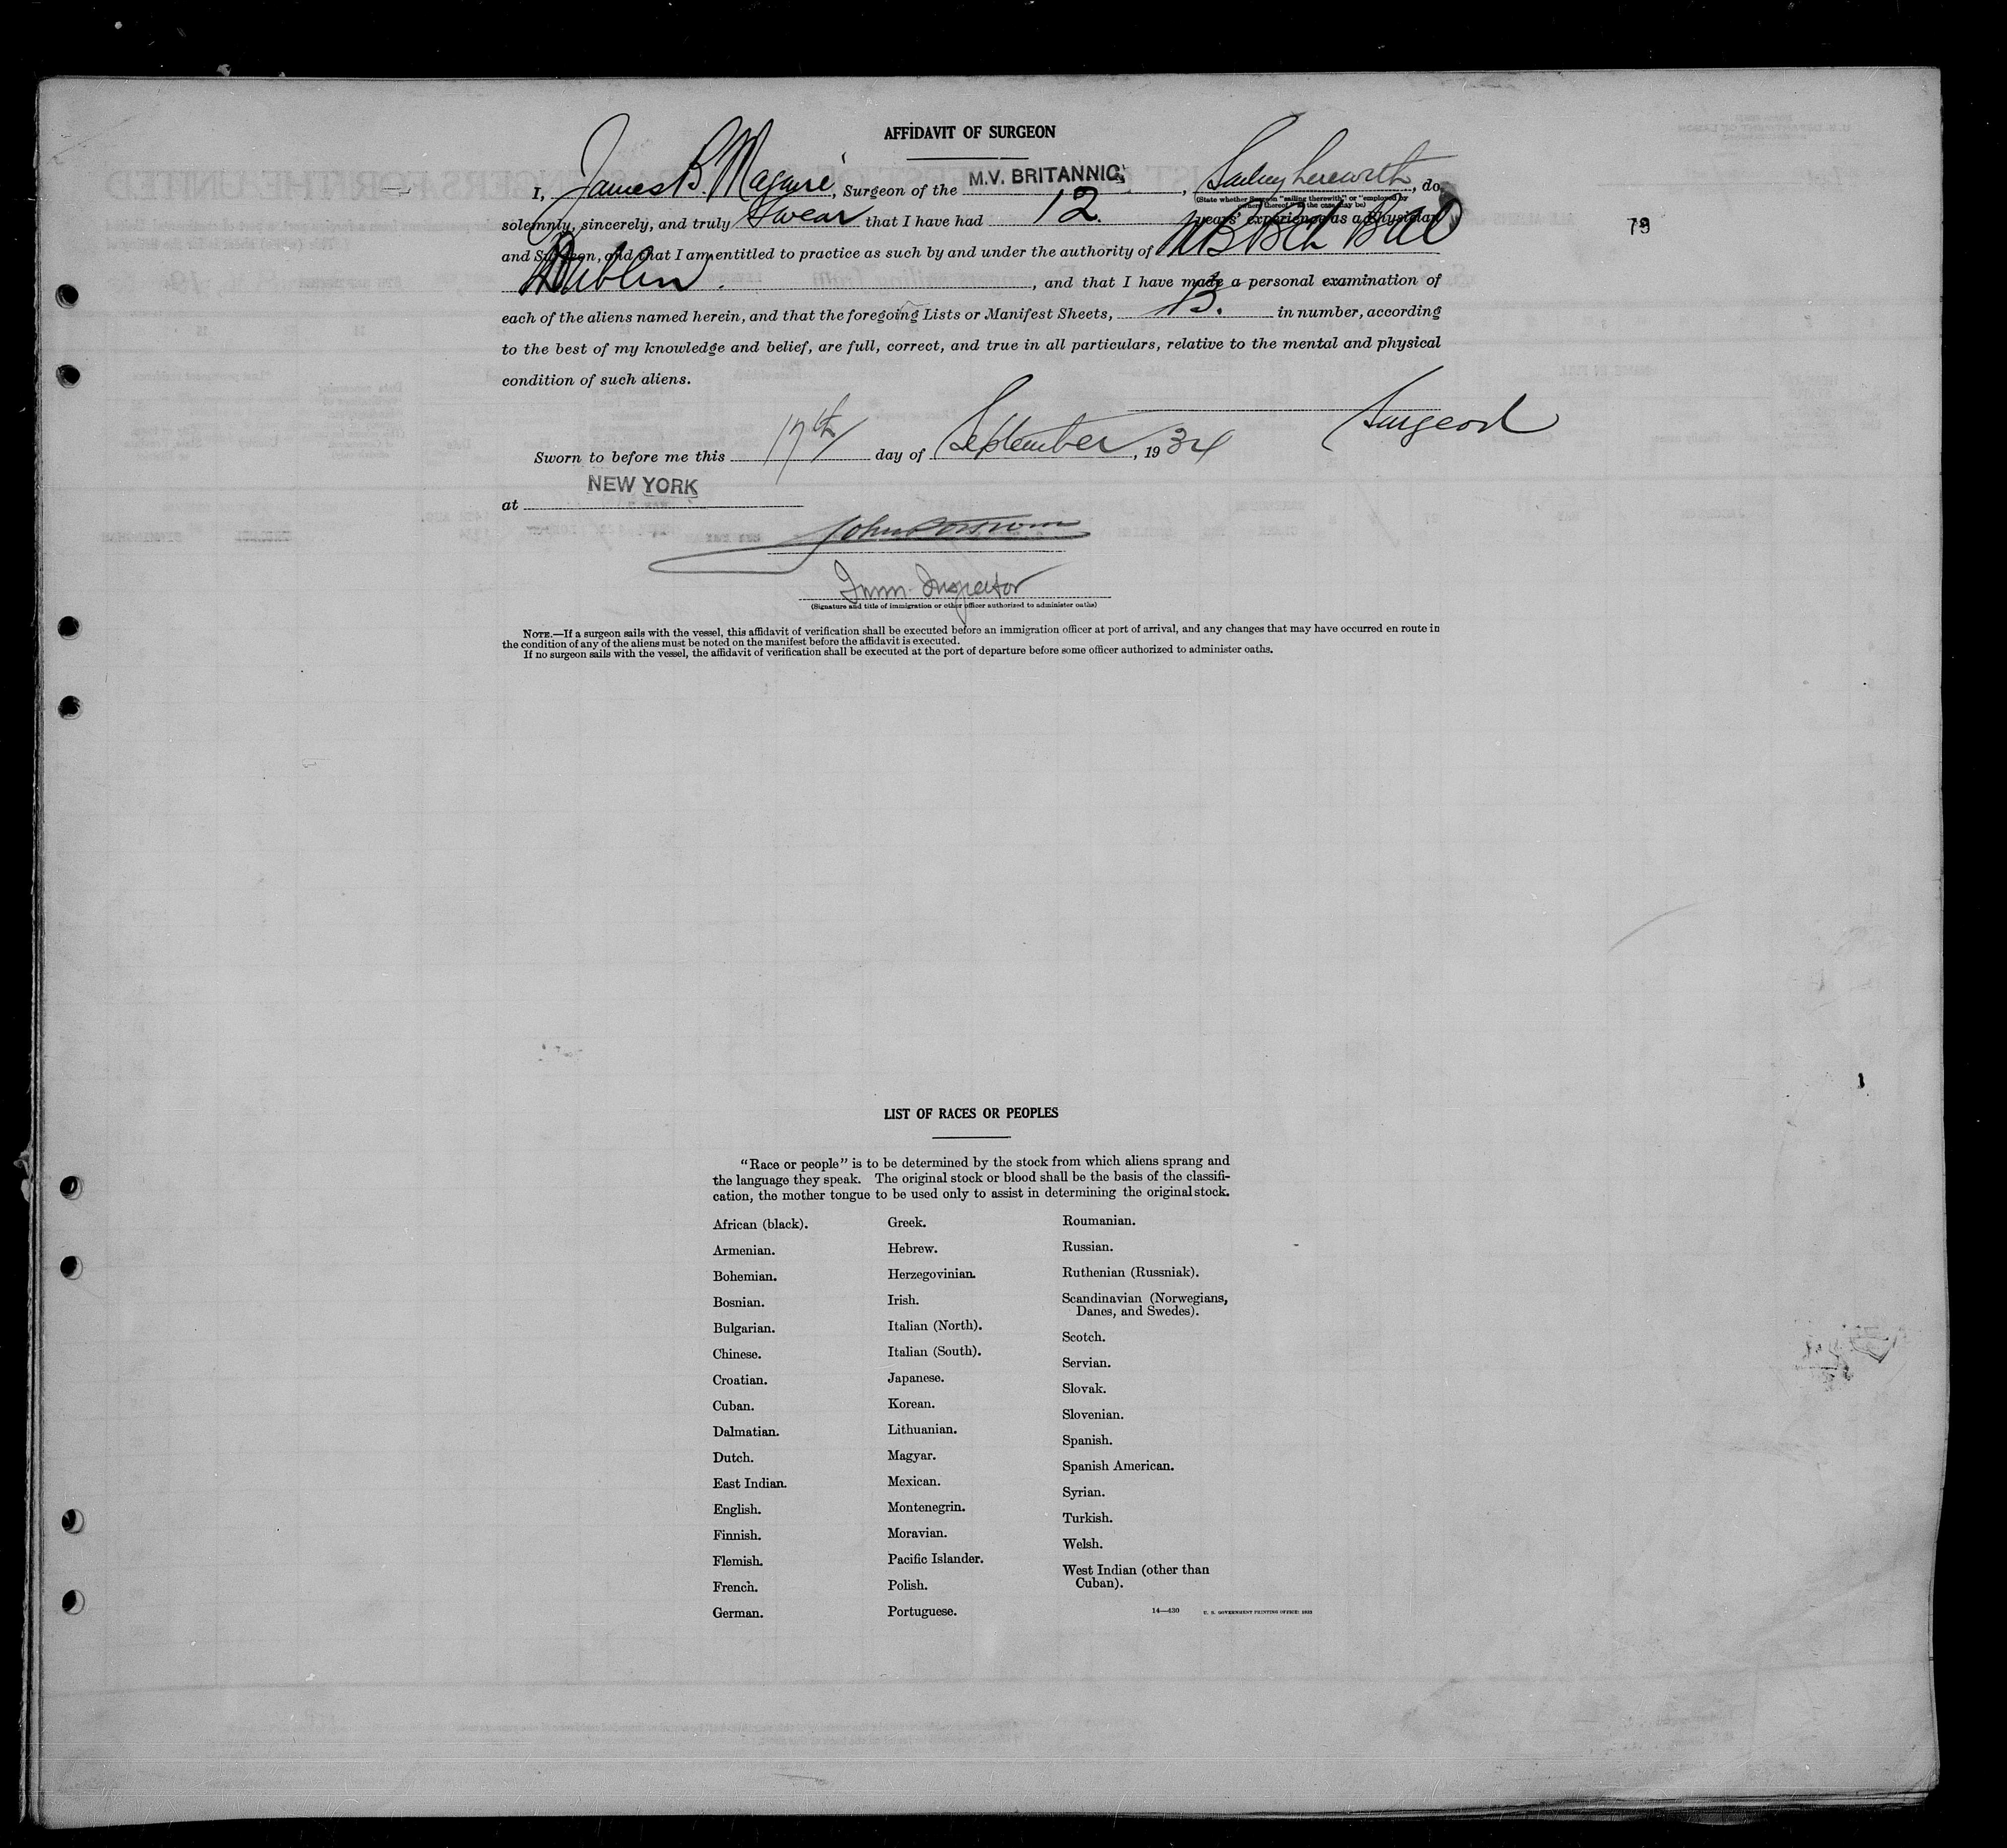 AFFIDAVIT OF SURGEON
I, James B. Maguire, Surgeon of the M.V. BRITANNIC, Sailing herewith, do
(State whether Surgeon "sailing therewith" or "employed by
owners thereof" as the case may be)
solemnly, sincerely, and truly swear that I have had 12. years' experience as a Physician
and Surgeon, and that I am entitled to practice as such by and under the authority of
Dublin. , and that I have made a personal examination of
each of the aliens named herein, and that the foregoing Lists or Manifest Sheets, in number, according
to the best of my knowledge and belief, are full, correct, and true in all particulars, relative to the mental and physical
condition of such aliens.
Surgeon
Sworn to before me this 17th day of September, 1934
at NEW YORK
John
Imm. Inspector
(Signature and title of immigration or other officer authorized to administer oaths)
NOTE.—If a surgeon sails with the vessel, this affidavit of verification shall be executed before an immigration officer at port of arrival, and any changes that may have occurred en route in
the condition of any of the aliens must be noted on the manifest before the affidavit is executed.
If no surgeon sails with the vessel, the affidavit of verification shall be executed at the port of departure before some officer authorized to administer oaths.
LIST OF RACES OR PEOPLES
"Race or people" is to be determined by the stock from which aliens sprang and
the language they speak. The original stock or blood shall be the basis of the classifi-
cation, the mother tongue to be used only to assist in determining the original stock.
African (black).
Armenian.
Bohemian.
Bosnian.
Bulgarian.
Chinese.
Croatian.
Cuban.
Dalmatian.
Dutch.
East Indian.
English.
Finnish.
Flemish.
French.
German.
Greek.
Hebrew.
Herzegovinian.
Irish.
Italian (North).
Italian (South).
Japanese.
Korean.
Lithuanian.
Magyar.
Mexican.
Montenegrin.
Moravian.
Pacific Islander.
Polish.
Portuguese.
Roumanian.
Russian.
Ruthenian (Russniak).
Scandinavian (Norwegians,
Danes, and Swedes).
Scotch.
Servian.
Slovak.
Slovenian.
Spanish.
Spanish American.
Syrian.
Turkish.
Welsh.
West Indian (other than
Cuban).
14—430 U. S. GOVERNMENT PRINTING OFFICE: 1932